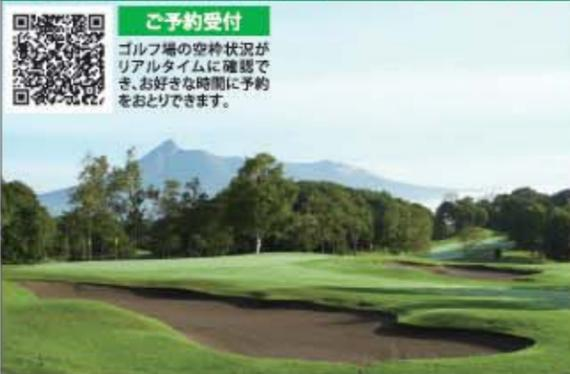 ご予約受付
ゴルフ場の空枠状況が
リアルタイムに確認で
き、お好きな時間に予約
をおとりできます。